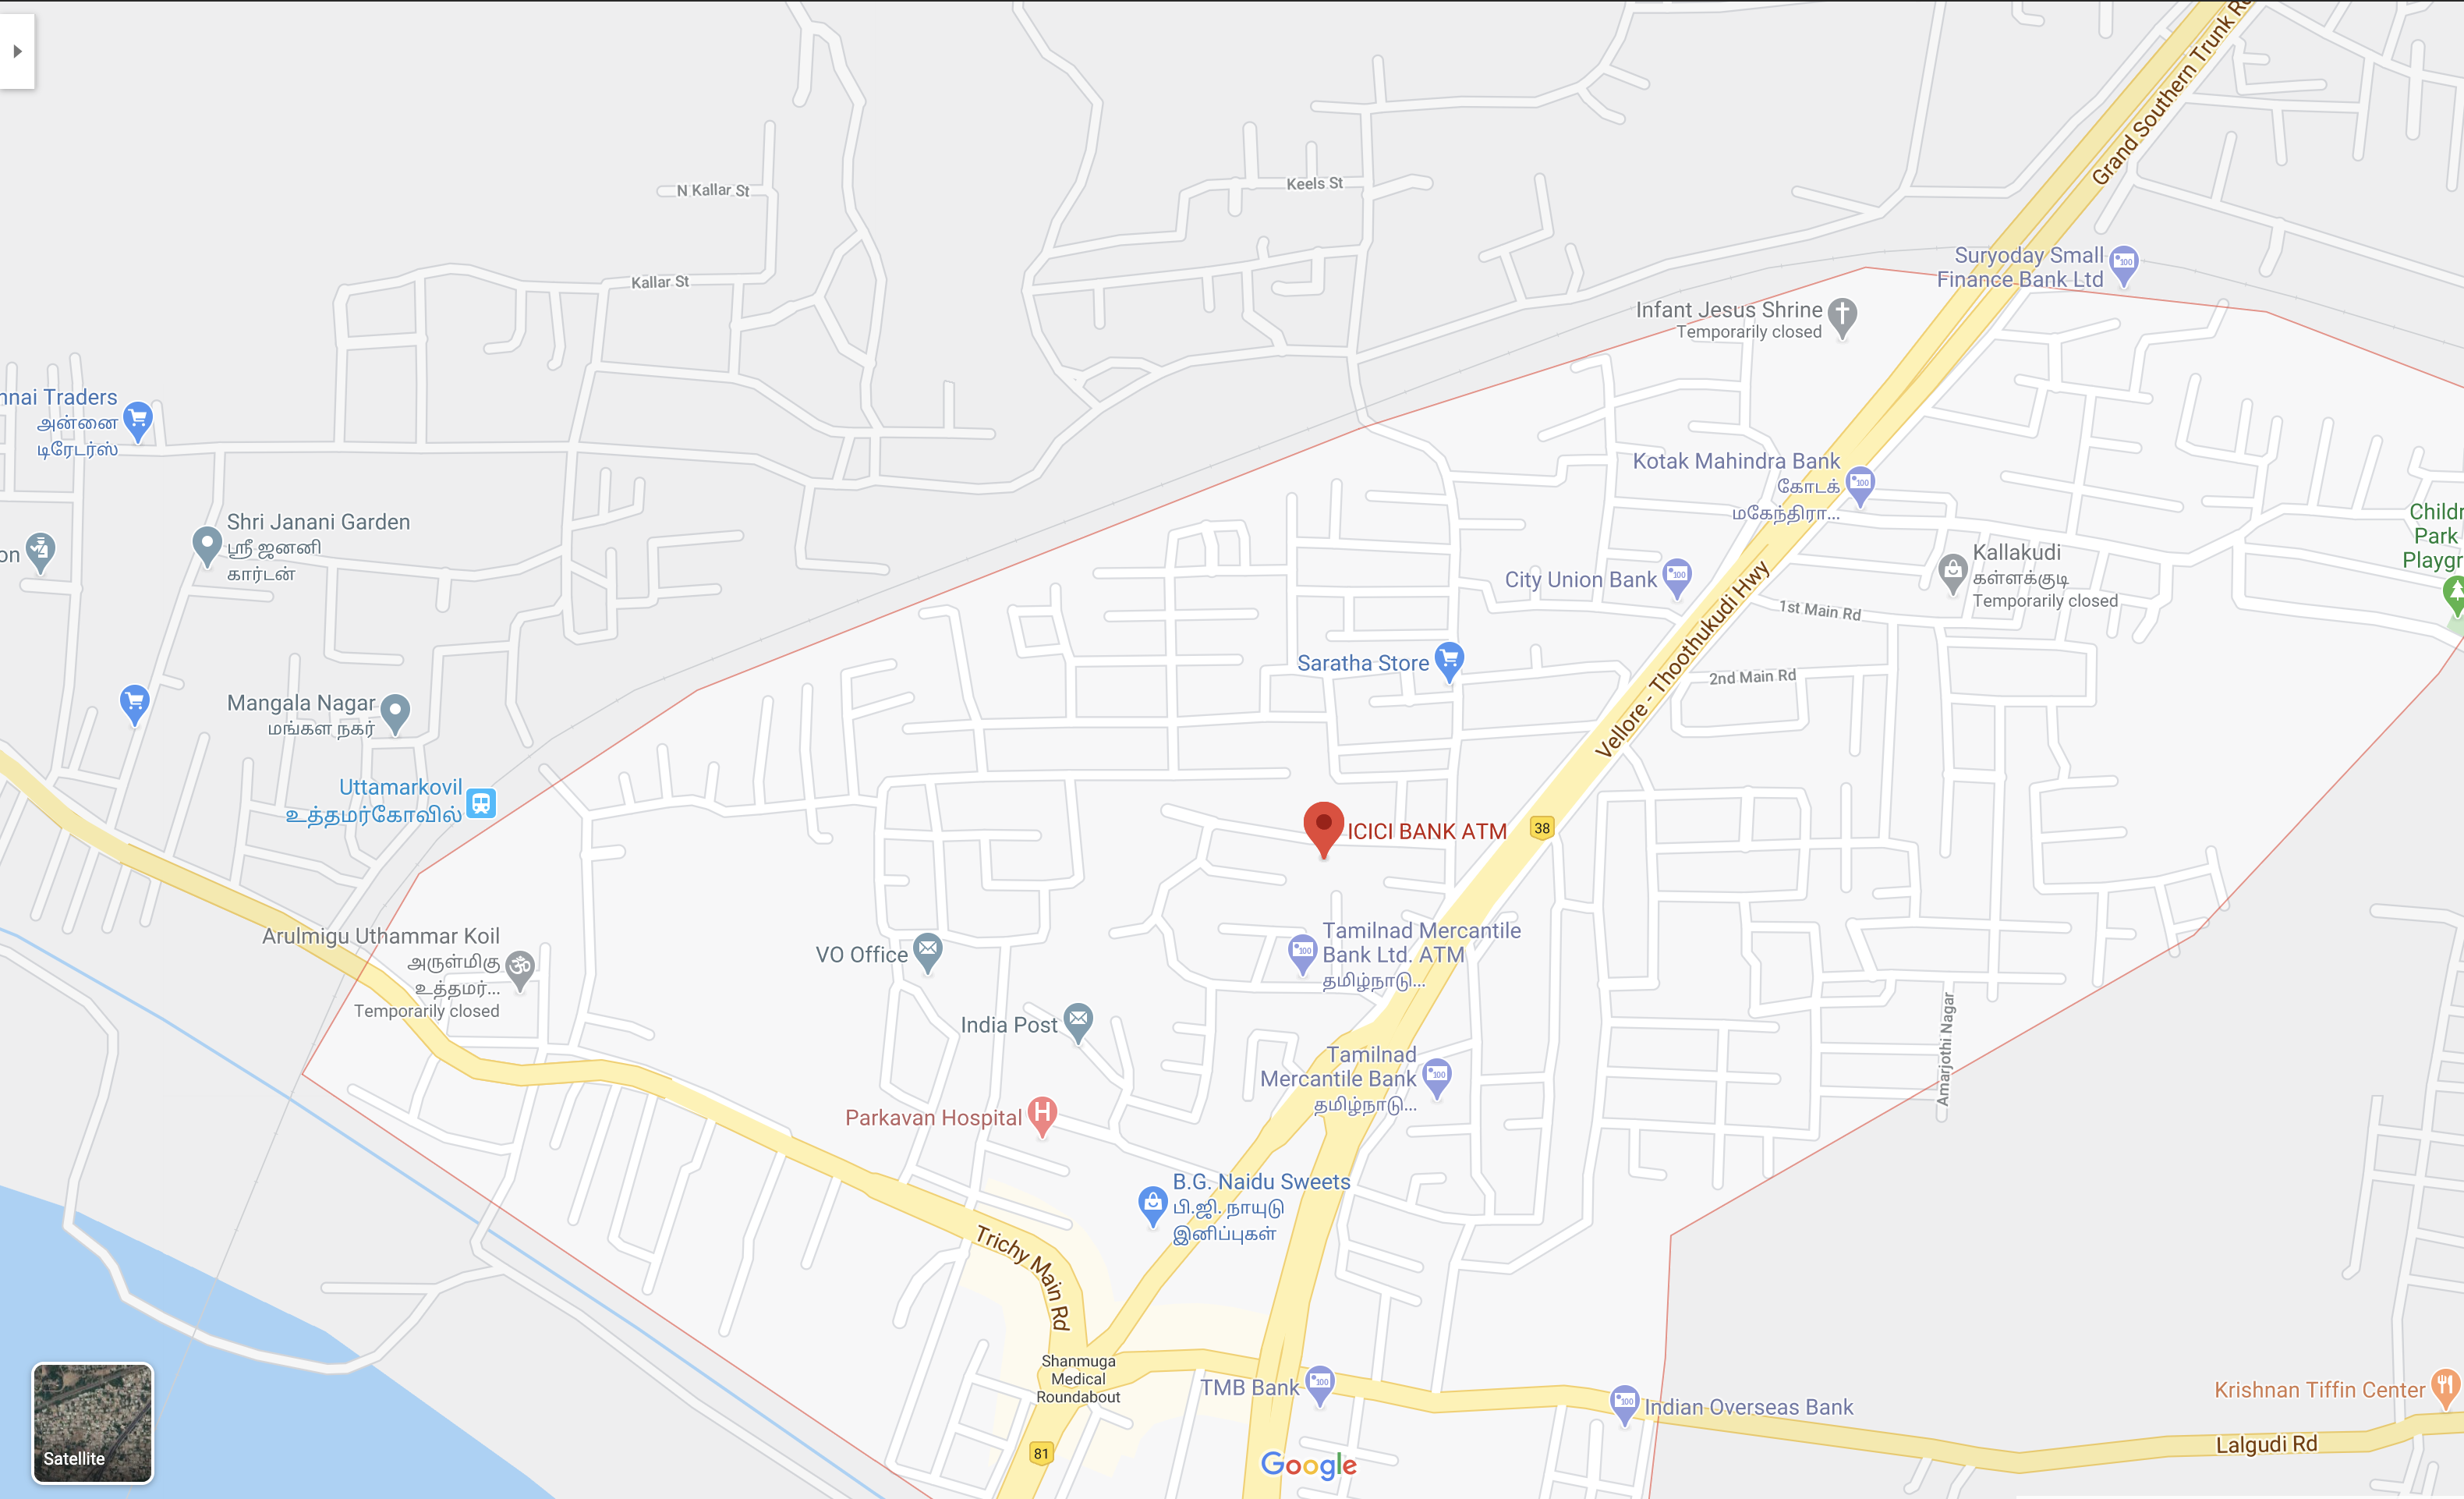 Grand Southern Trunk
N Kallar St
Keels St
Kallar St
Suryoday Small
Finance Bank Ltd
Infant Jesus Shrine
Temporarily closed
nnai Traders
அன்னை
டிரேடர்ஸ்
Kotak Mahindra Bank
கோடக்
மகேந்திரா...
Shri Janani Garden
ஸ்ரீ ஜனனி
கார்டன்
on
Childr
Park
Playgr
Kallakudi
கள்ளக்குடி
Temporarily closed
City Union Bank
1st Main Rd
Vellore - Thoothukudi Hwy
Saratha Store
2nd Main Rd
Mangala Nagar
மங்கள நகர்
Uttamarkovil
உத்தமர்கோவில்
ICICI BANK ATM
38
Arulmigu Uthammar Koil
அருள்மிகு
உத்தமர்...
Temporarily closed
VO Office
Tamilnad Mercantile
Bank Ltd. ATM
தமிழ்நாடு...
India Post
Amarjothi Nagar
Tamilnad
Mercantile Bank
தமிழ்நாடு...
Parkavan Hospital
B.G. Naidu Sweets
பி.ஜி. நாயுடு
இனிப்புகள்
Trichy Main Rd
Shanmuga
Medical
Roundabout
TMB Bank
Indian Overseas Bank
Krishnan Tiffin Center
Lalgudi Rd
81
Satellite
Google